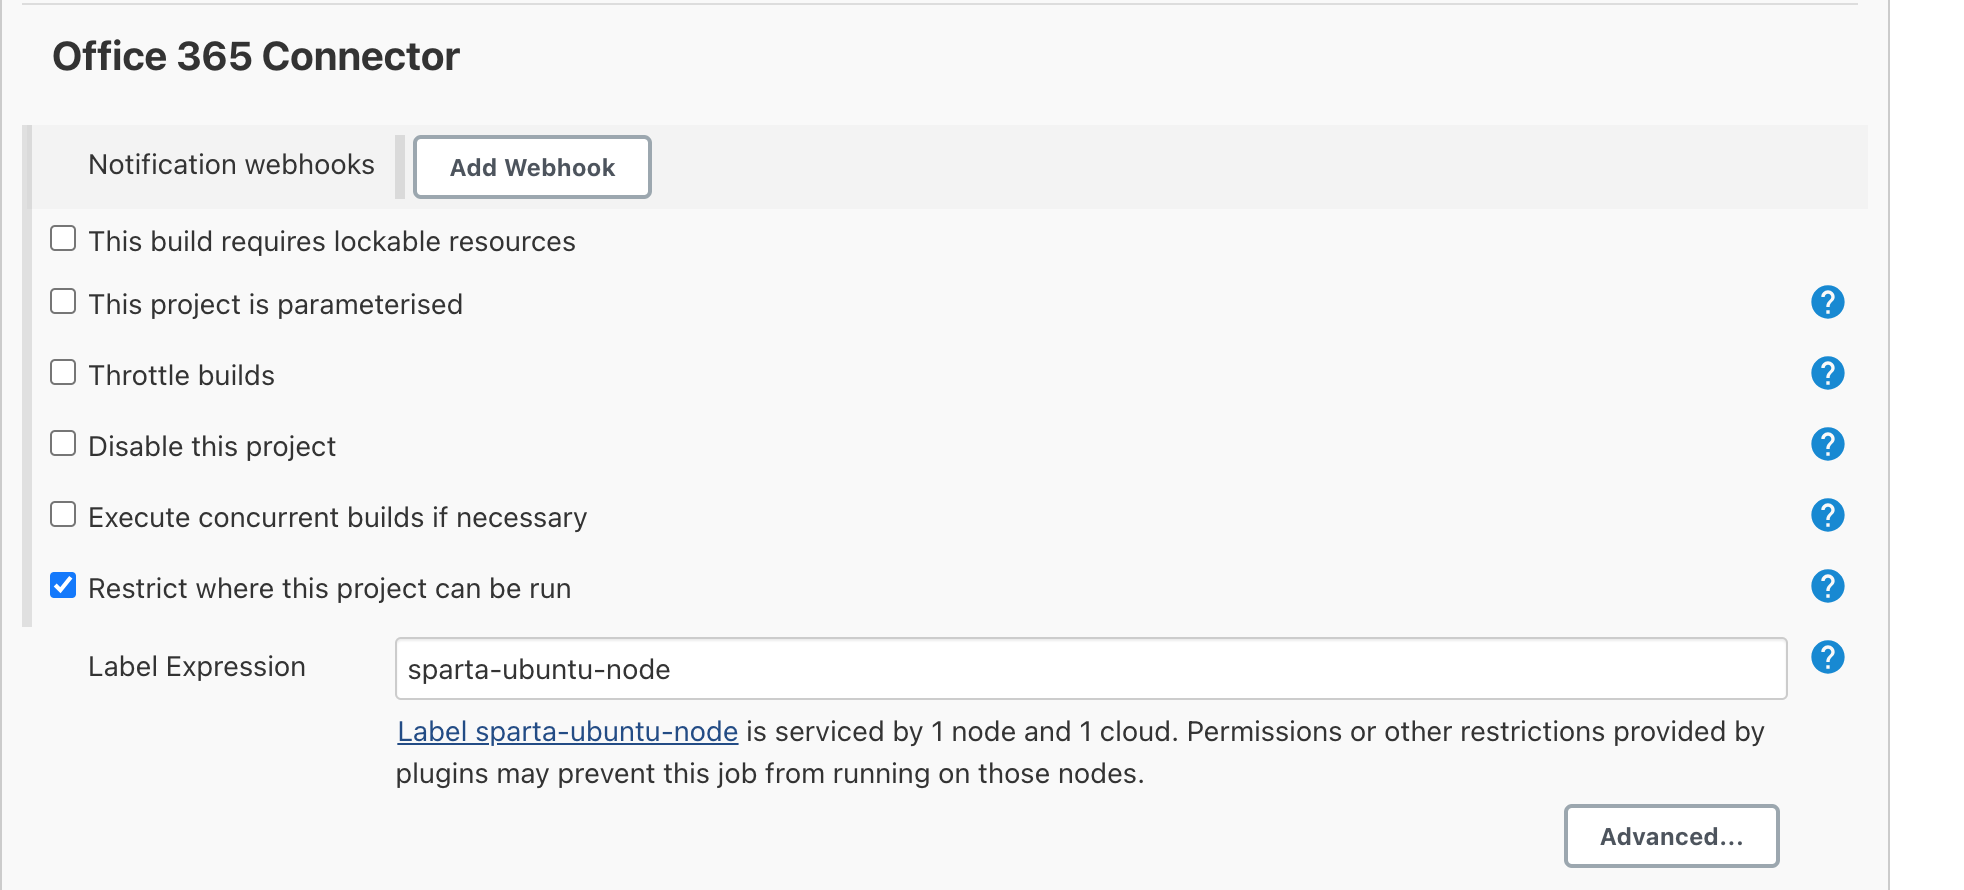 Office 365 Connector
Notification webhooks
Add Webhook
This build requires lockable resources
This project is parameterised
?
Throttle builds
?
Disable this project
?
Execute concurrent builds if necessary
?
Restrict where this project can be run
?
Label Expression
sparta-ubuntu-node
?
Label sparta-ubuntu-node is serviced by 1 node and 1 cloud. Permissions or other restrictions provided by
plugins may prevent this job from running on those nodes.
Advanced...